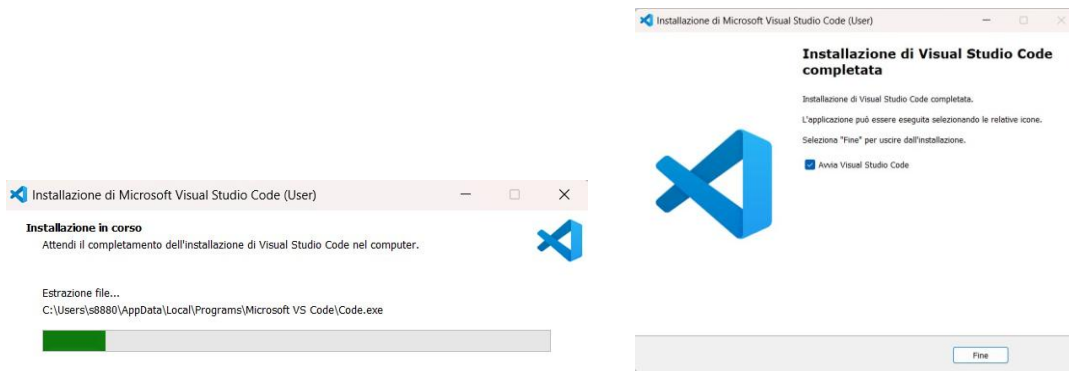 Installazione di Microsoft Visual Studio Code (User)
Installazione in corso
Attendi il completamento dell'installazione di Visual Studio Code nel computer.
Estrazione file...
C:\Users\s8880\AppData\Local\Programs\Microsoft VS Code\Code.exe
Installazione di Microsoft Visual Studio Code (User)
Installazione di Visual Studio Code
completata
Installazione di Visual Studio Code completata.
L'applicazione può essere eseguita selezionando le relative icone.
Seleziona "Fine" per uscire dall'installazione.
Avvia Visual Studio Code
Fine